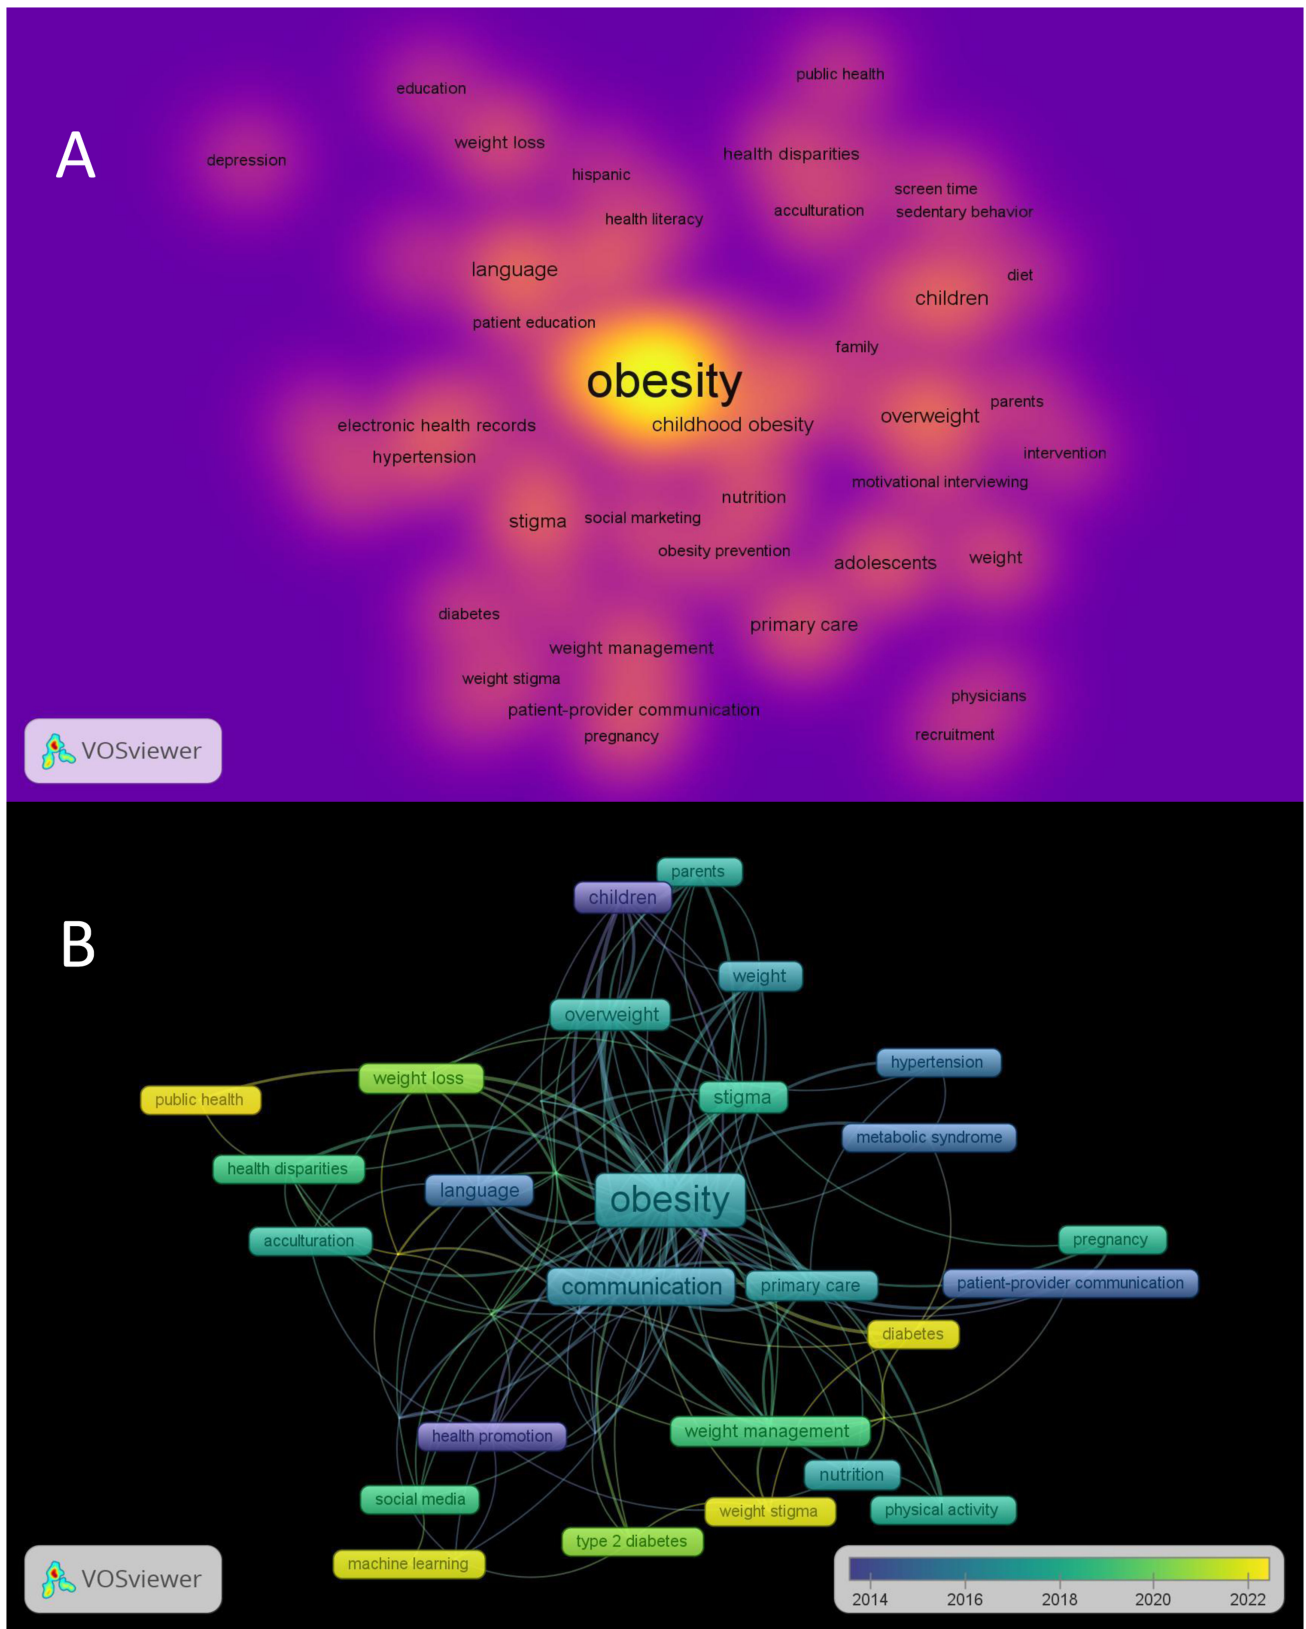 A
public health
education
weight loss
health disparities
depression
hispanic
screen time
health literacy
acculturation
sedentary behavior
language
diet
children
patient education
family
obesity
childhood obesity
overweight
parents
electronic health records
hypertension
intervention
motivational interviewing
nutrition
stigma
social marketing
obesity prevention
adolescents
weight
diabetes
primary care
weight management
weight stigma
physicians
patient-provider communication
pregnancy
recruitment
VOSviewer
B
parents
children
weight
overweight
hypertension
weight loss
public health
stigma
metabolic syndrome
health disparities
language
obesity
acculturation
pregnancy
communication
primary care
patient-provider communication
diabetes
health promotion
weight management
nutrition
social media
weight stigma
physical activity
type 2 diabetes
machine learning
VOSviewer
2014 2016 2018 2020 2022